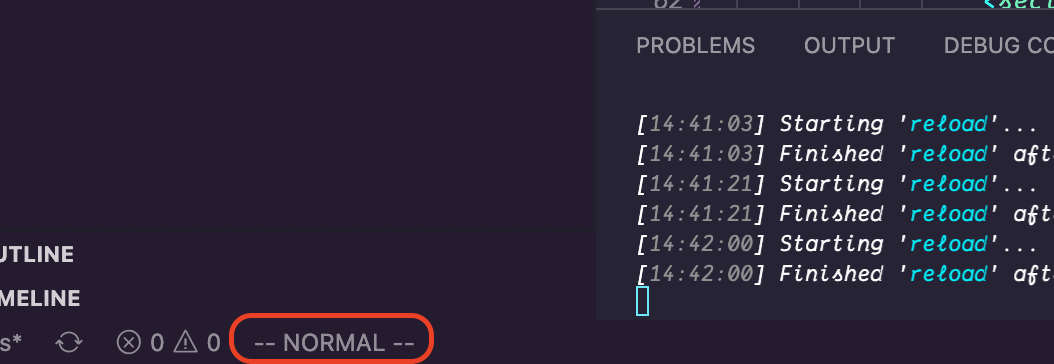 PROBLEMS OUTPUT DEBUG CO
[14:41:03] Starting 'reload'...
[14:41:03] Finished 'reload' aft
[14:41:21] Starting 'reload'...
[14:41:21] Finished 'reload' aft
[14:42:00] Starting 'reload'...
[14:42:00] Finished 'reload' aft
UTLINE
MELINE
s* 0 0 -- NORMAL --